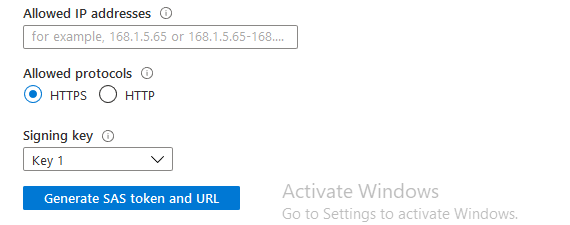 Allowed IP addresses
for example, 168.1.5.65 or 168.1.5.65-168....
Allowed protocols
HTTPS HTTP
Signing key
Key 1
Generate SAS token and URL
Activate Windows
Go to Settings to activate Windows.